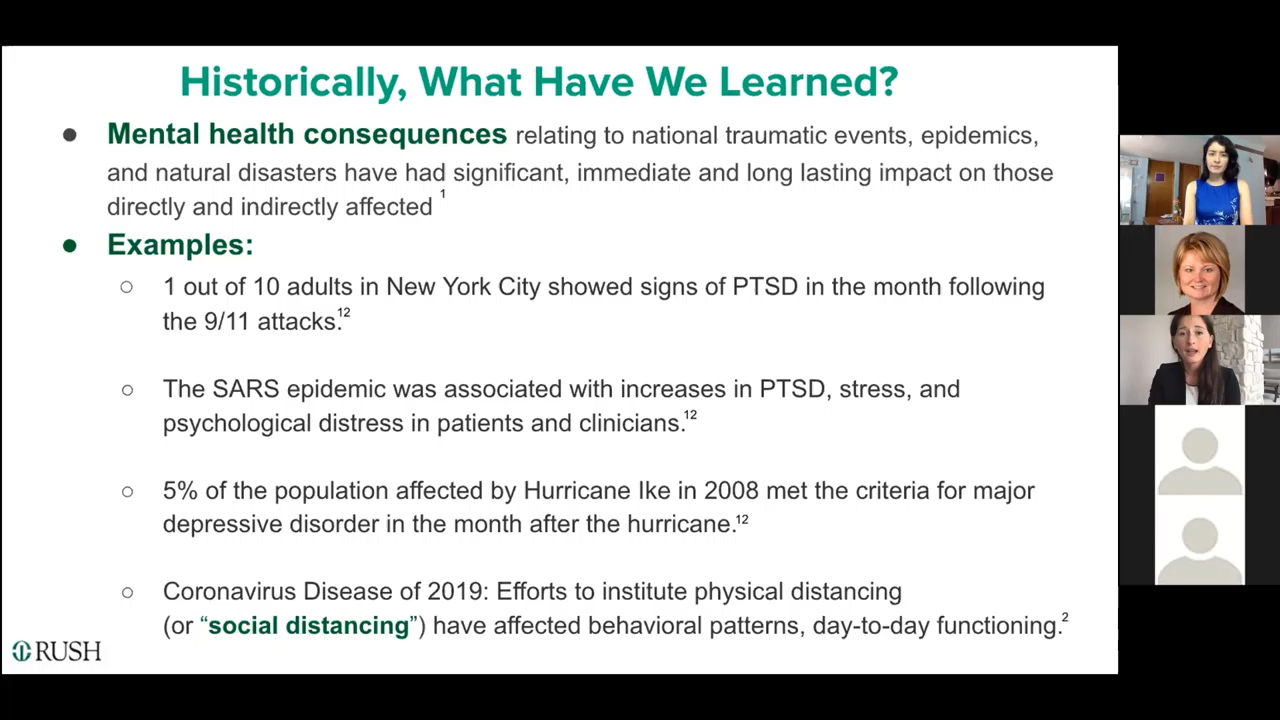 Historically, What Have We Learned?
● Mental health consequences relating to national traumatic events, epidemics,
and natural disasters have had significant, immediate and long lasting impact on those
directly and indirectly affected 1
● Examples:
○ 1 out of 10 adults in New York City showed signs of PTSD in the month following
the 9/11 attacks.12
○ The SARS epidemic was associated with increases in PTSD, stress, and
psychological distress in patients and clinicians.12
○ 5% of the population affected by Hurricane Ike in 2008 met the criteria for major
depressive disorder in the month after the hurricane.12
○ Coronavirus Disease of 2019: Efforts to institute physical distancing
(or “social distancing”) have affected behavioral patterns, day-to-day functioning.2
RUSH